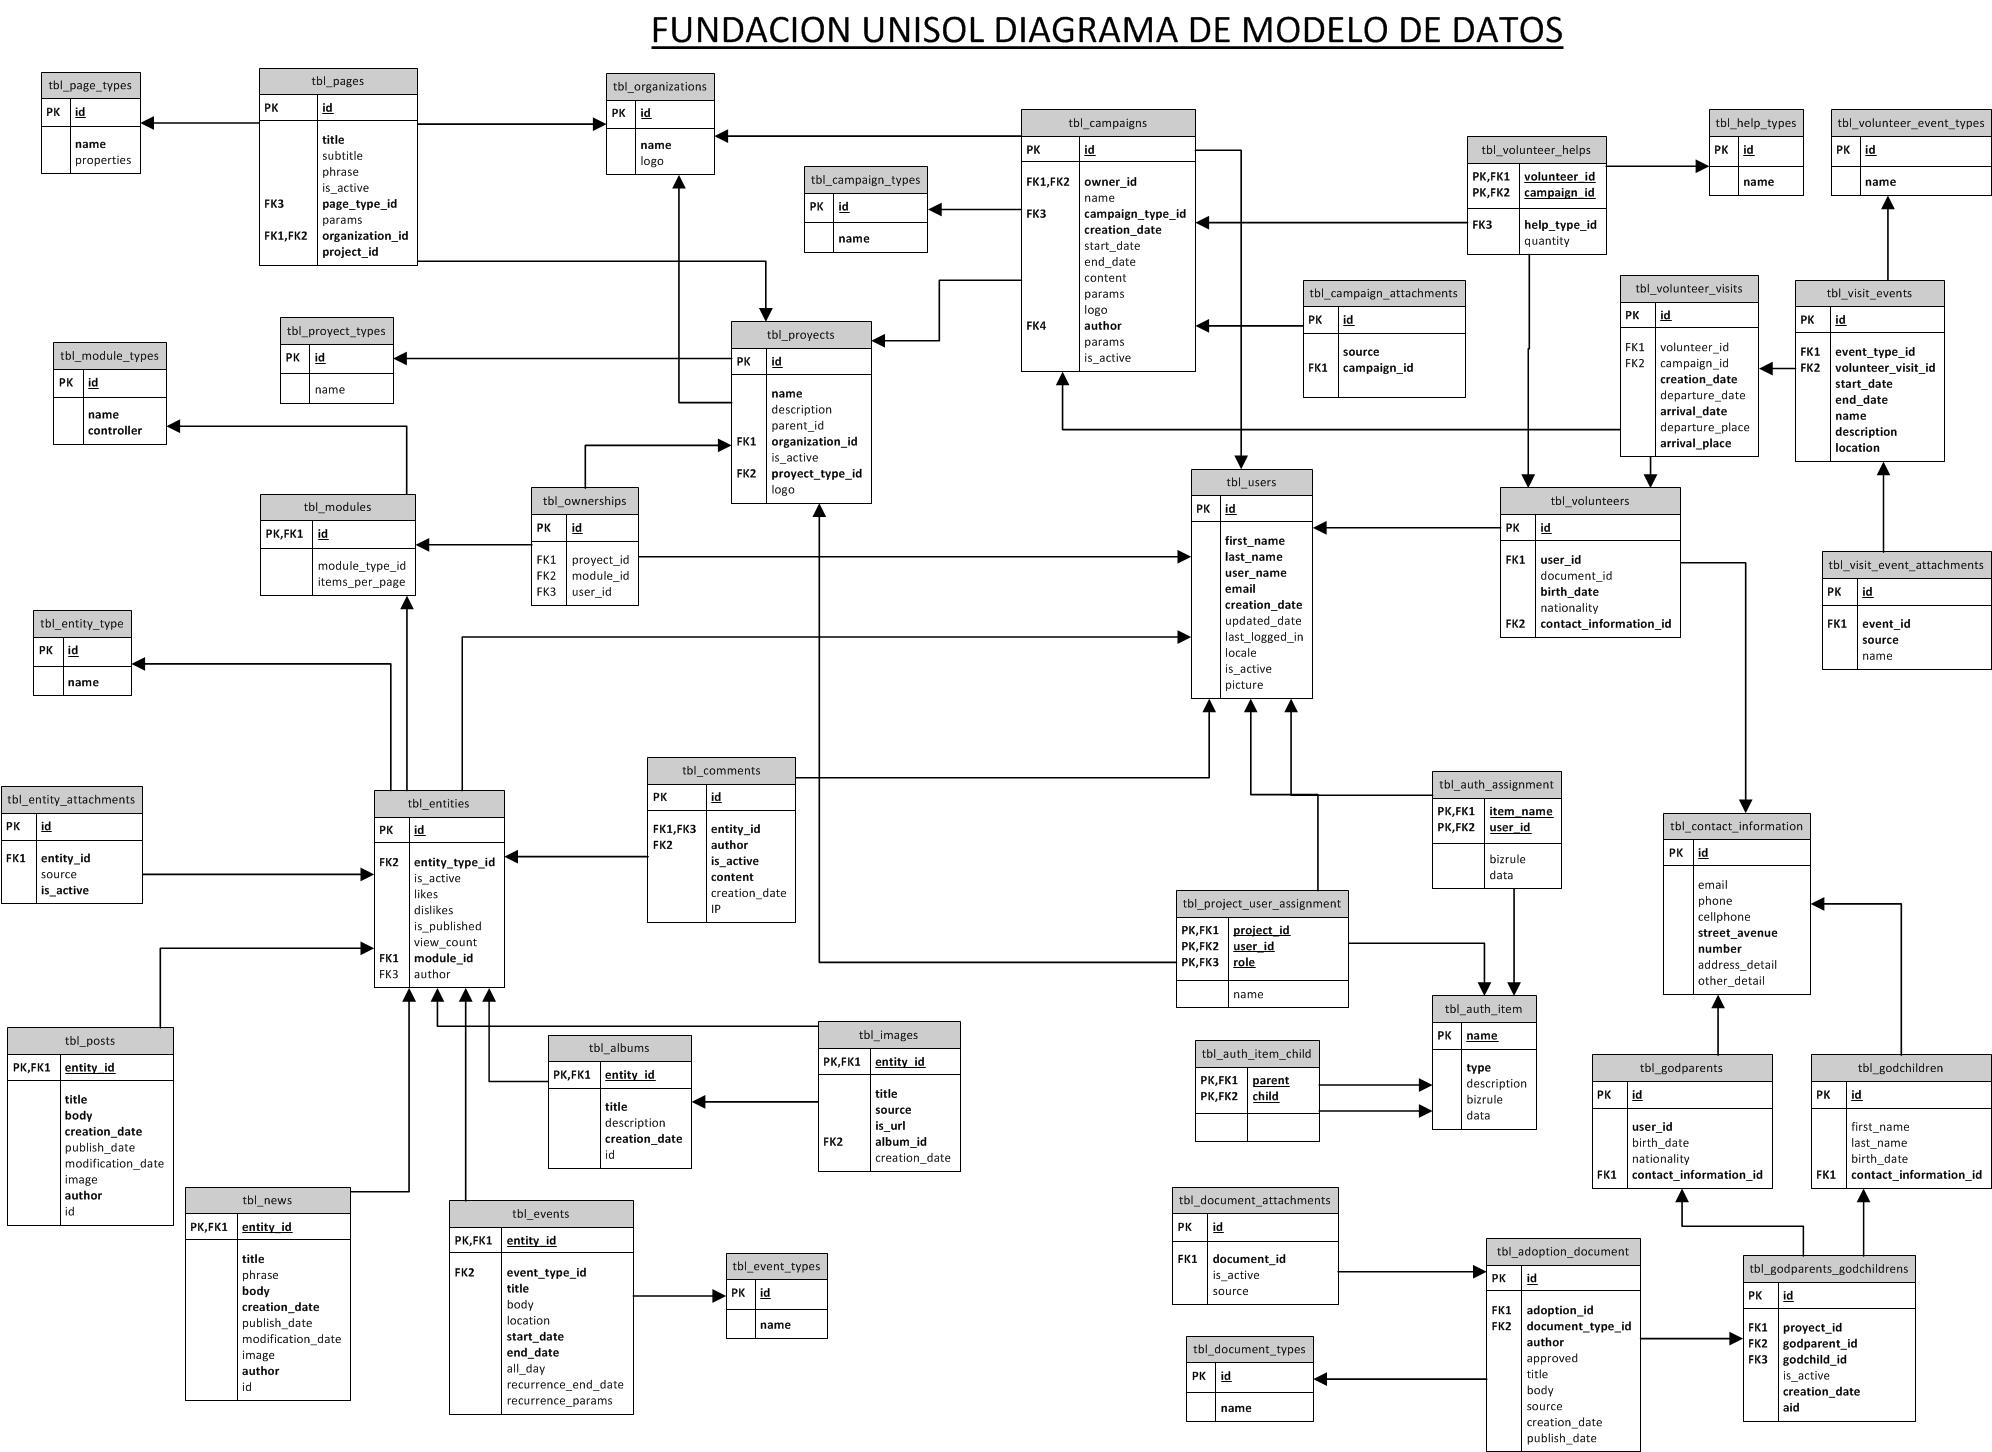 FUNDACION UNISOL DIAGRAMA DE MODELO DE DATOS
tbl_page_types
PK id
name
properties
tbl_pages
PK id
title
subtitle
phrase
is_active
FK3 page_type_id
params
FK1,FK2 organization_id
project_id
tbl_organizations
PK id
name
logo
tbl_campaign_types
PK id
name
tbl_campaigns
PK id
FK1,FK2 owner_id
name
FK3 campaign_type_id
creation_date
start_date
end_date
content
params
logo
FK4 author
params
is_active
tbl_volunteer_helps
PK,FK1 volunteer_id
PK,FK2 campaign_id
FK3 help_type_id
quantity
tbl_help_types
PK id
name
tbl_volunteer_event_types
PK id
name
tbl_campaign_attachments
PK id
source
FK1 campaign_id
tbl_volunteer_visits
PK id
FK1 volunteer_id
FK2 campaign_id
creation_date
departure_date
arrival_date
departure_place
arrival_place
tbl_visit_events
PK id
FK1 event_type_id
FK2 volunteer_visit_id
start_date
end_date
name
description
location
tbl_module_types
PK id
name
controller
tbl_proyect_types
PK id
name
tbl_proyects
PK id
name
description
parent_id
FK1 organization_id
is_active
FK2 proyect_type_id
logo
tbl_modules
PK,FK1 id
module_type_id
items_per_page
tbl_ownerships
PK id
FK1 proyect_id
FK2 module_id
FK3 user_id
tbl_users
PK id
first_name
last_name
user_name
email
creation_date
updated_date
last_logged_in
locale
is_active
picture
tbl_volunteers
PK id
FK1 user_id
document_id
birth_date
nationality
FK2 contact_information_id
tbl_visit_event_attachments
PK id
FK1 event_id
source
name
tbl_entity_type
PK id
name
tbl_entity_attachments
PK id
FK1 entity_id
source
is_active
tbl_entities
PK id
FK2 entity_type_id
is_active
likes
dislikes
is_published
view_count
FK1 module_id
FK3 author
tbl_comments
PK id
FK1,FK3 entity_id
FK2 author
is_active
content
creation_date
IP
tbl_auth_assignment
PK,FK1 item_name
PK,FK2 user_id
bizrule
data
tbl_contact_information
PK id
email
phone
cellphone
street_avenue
number
address_detail
other_detail
tbl_project_user_assignment
PK,FK1 project_id
PK,FK2 user_id
PK,FK3 role
name
tbl_auth_item
PK name
type
description
bizrule
data
tbl_auth_item_child
PK,FK1 parent
PK,FK2 child
tbl_posts
PK,FK1 entity_id
title
body
creation_date
publish_date
modification_date
image
author
id
tbl_albums
PK,FK1 entity_id
title
description
creation_date
id
tbl_images
PK,FK1 entity_id
title
source
is_url
FK2 album_id
creation_date
tbl_godparents
PK id
user_id
birth_date
nationality
FK1 contact_information_id
tbl_godchildren
PK id
first_name
last_name
birth_date
FK1 contact_information_id
tbl_news
PK,FK1 entity_id
title
phrase
body
creation_date
publish_date
modification_date
image
author
id
tbl_events
PK,FK1 entity_id
FK2 event_type_id
title
body
location
start_date
end_date
all_day
recurrence_end_date
recurrence_params
tbl_event_types
PK id
name
tbl_document_attachments
PK id
FK1 document_id
is_active
source
tbl_document_types
PK id
name
tbl_adoption_document
PK id
FK1 adoption_id
FK2 document_type_id
author
approved
title
body
source
creation_date
publish_date
tbl_godparents_godchildrens
PK id
FK1 proyect_id
FK2 godparent_id
FK3 godchild_id
is_active
creation_date
aid